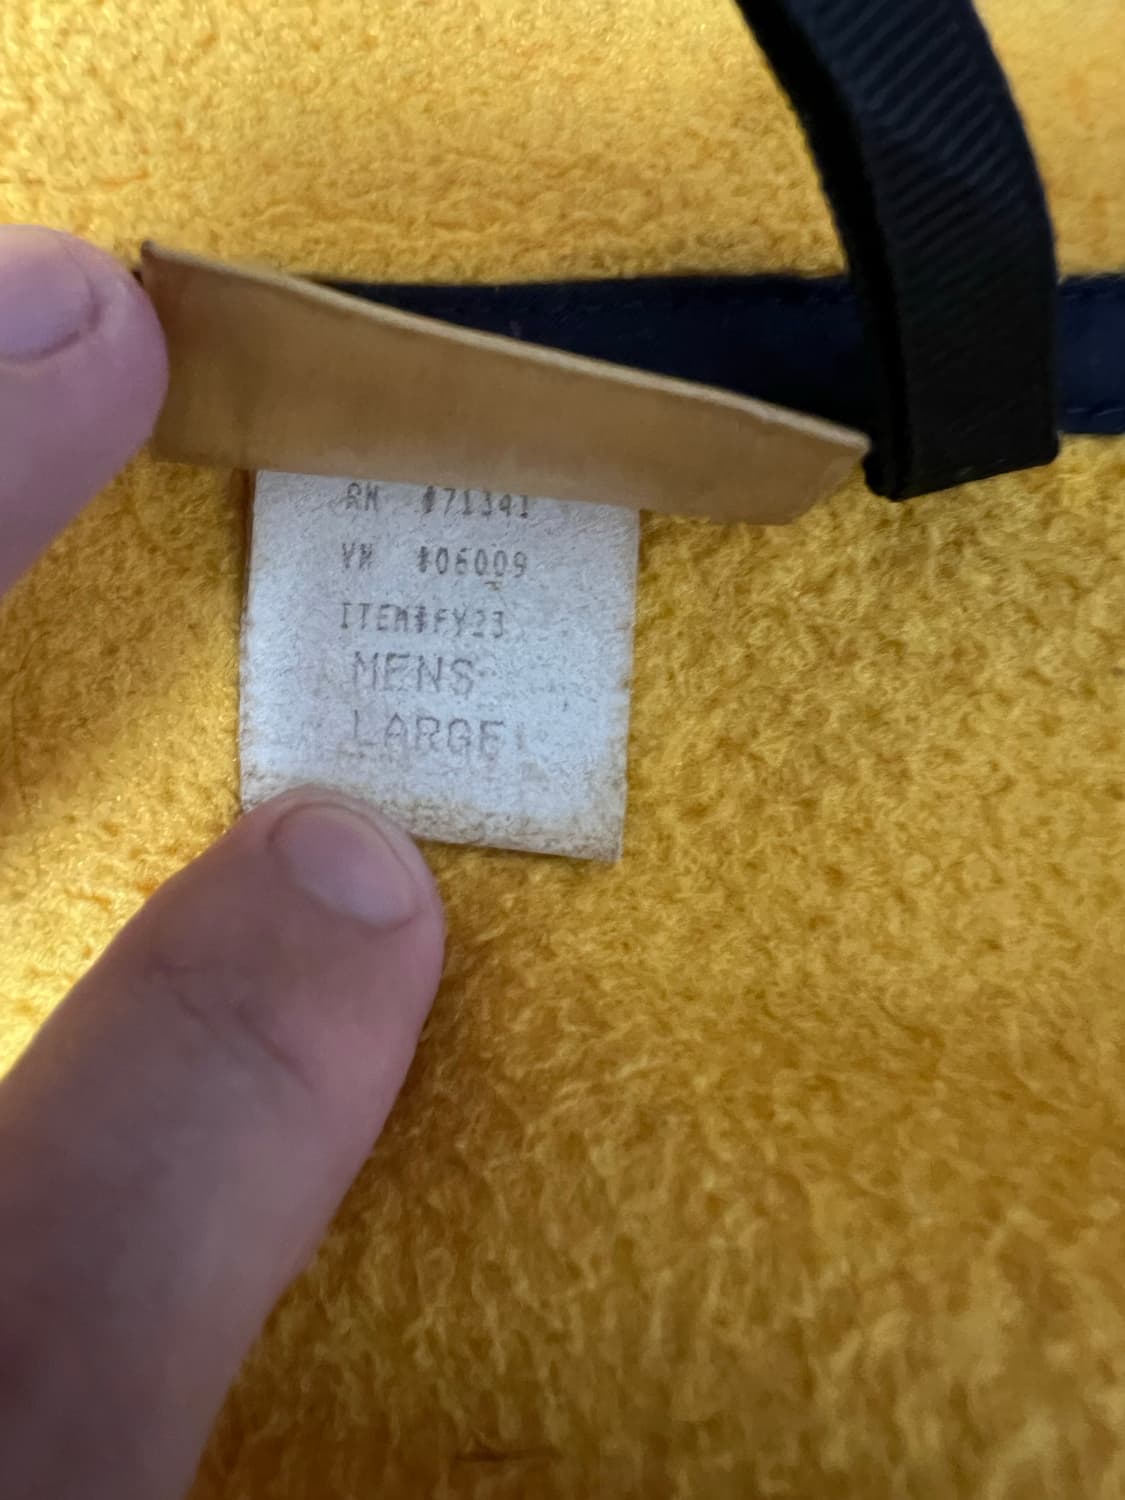 RN #71341
VN #06009
ITEM#FY23
MENS
LARGE